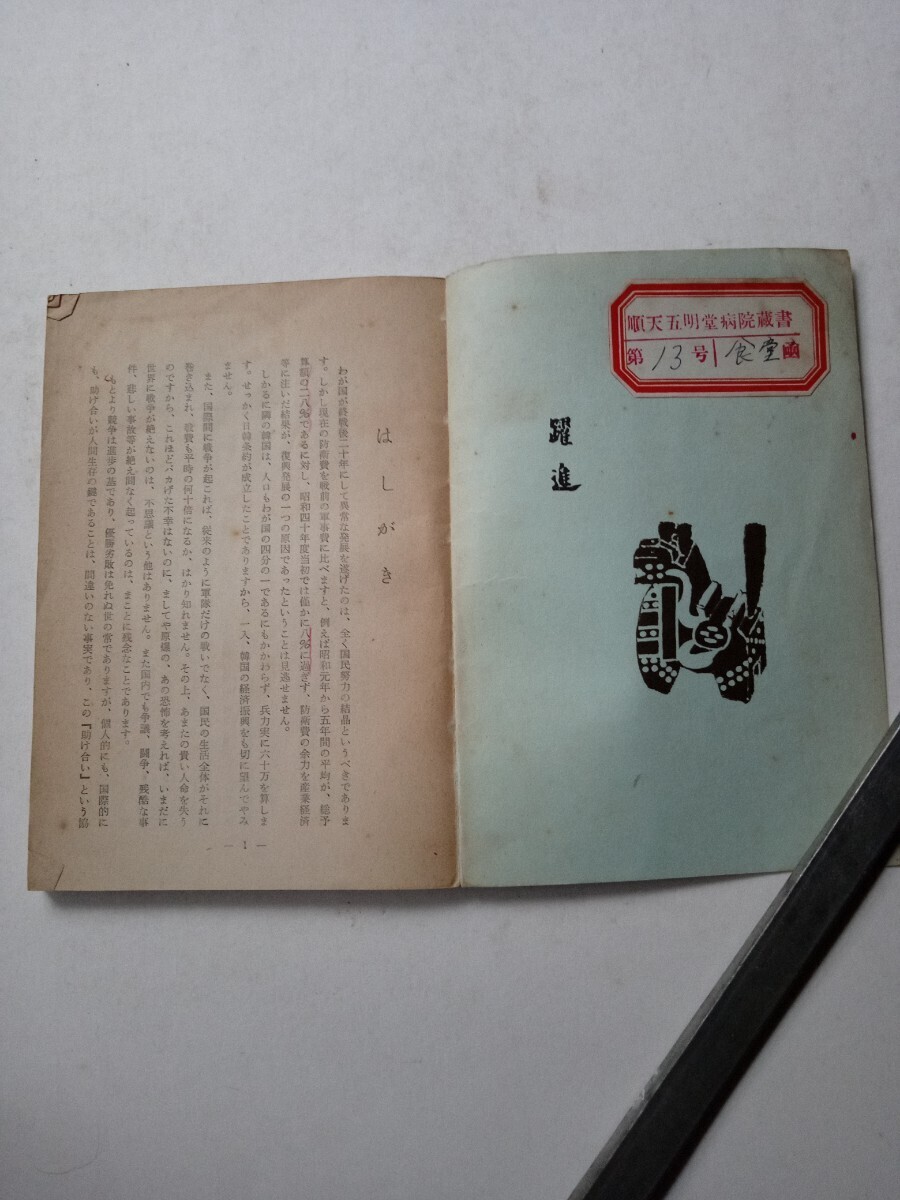 順天五明堂病院蔵書
第13号 食堂凾
躍進
はしがき
わが国が終戦後二十年にして異常な発展を遂げたのは、全く国民努力の結晶というべきでありま
す。しかし現在の防衛費を戦前の軍事費に比べますと、例えば昭和元年から五年間の平均が、総予
算額の二八%であるに対し、昭和四十年度当初では僅かに八%に過ぎず、防衛費の余力を産業経済
等に注いだ結果が、復興発展の一つの原因であったということは見逃せません。
しかるに隣の韓国は、人口もわが国の四分の一であるにもかかわらず、兵力実に六十万を算しま
す。せっかく日韓条約が成立したことでありますから、一入、韓国の経済振興をも切に望んでやみ
ません。
また、国際間に戦争が起これば、従来のように軍隊だけの戦いでなく、国民の生活全体がそれに
巻き込まれ、戦費も平時の何十倍になるか、はかり知れません。その上、あまたの貴い人命を失う
のですから、これほどバカげた不幸はないのに、ましてや原爆の、あの恐怖を考えれば、いまだに
世界に戦争が絶えないのは、不思議という他はありません。また国内でも争議、闘争、残酷な事
件、悲しい事故等が絶え間なく起っているのは、まことに残念なことであります。
もとより競争は進歩の基であり、優勝劣敗は免れぬ世の常でありますが、個人的にも、国際的に
も、助け合いが人間生存の鍵であることは、間違いのない事実であり、この『助け合い』という語
— 1 —